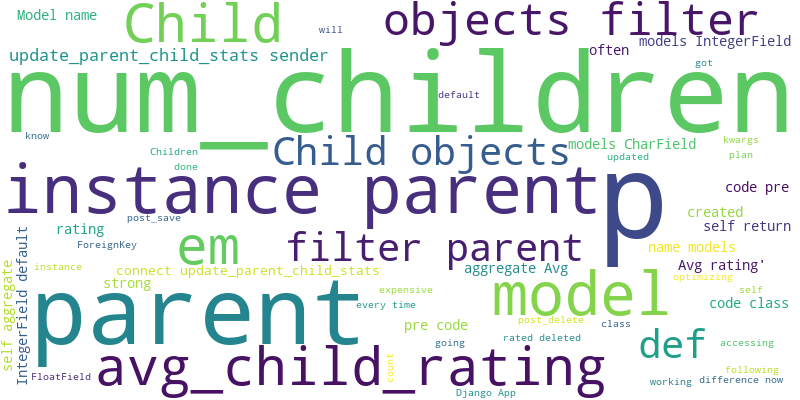 Model name
Child
will
objects filter
often
models IntegerField
update_parent_child_stats sender
got
num_children
default
know
Children
Child objects
models CharField
kwargs
done
updated
plan
instance parent
p
code pre
post_save
created
rating
self return
ForeignKey
em
filter parent
name models
instance
connect update_parent_child_stats
aggregate Avg
Avg rating'
optimizing
strong
parent
expensive
model
self
every time
code class
self aggregate
IntegerField default
pre code
post_delete
class
going
rated deleted
def
accessing
avg_child_rating
count
FloatField
following
working
difference now
Django App